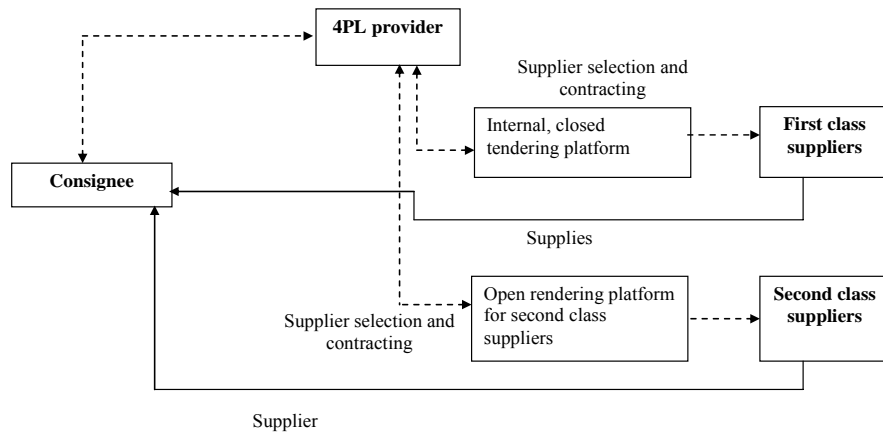 4PL provider
Supplier selection and
contracting
Internal, closed
tendering platform
First class
suppliers
Consignee
Supplies
Open rendering platform
for second class
suppliers
Second class
suppliers
Supplier selection and
contracting
Supplier